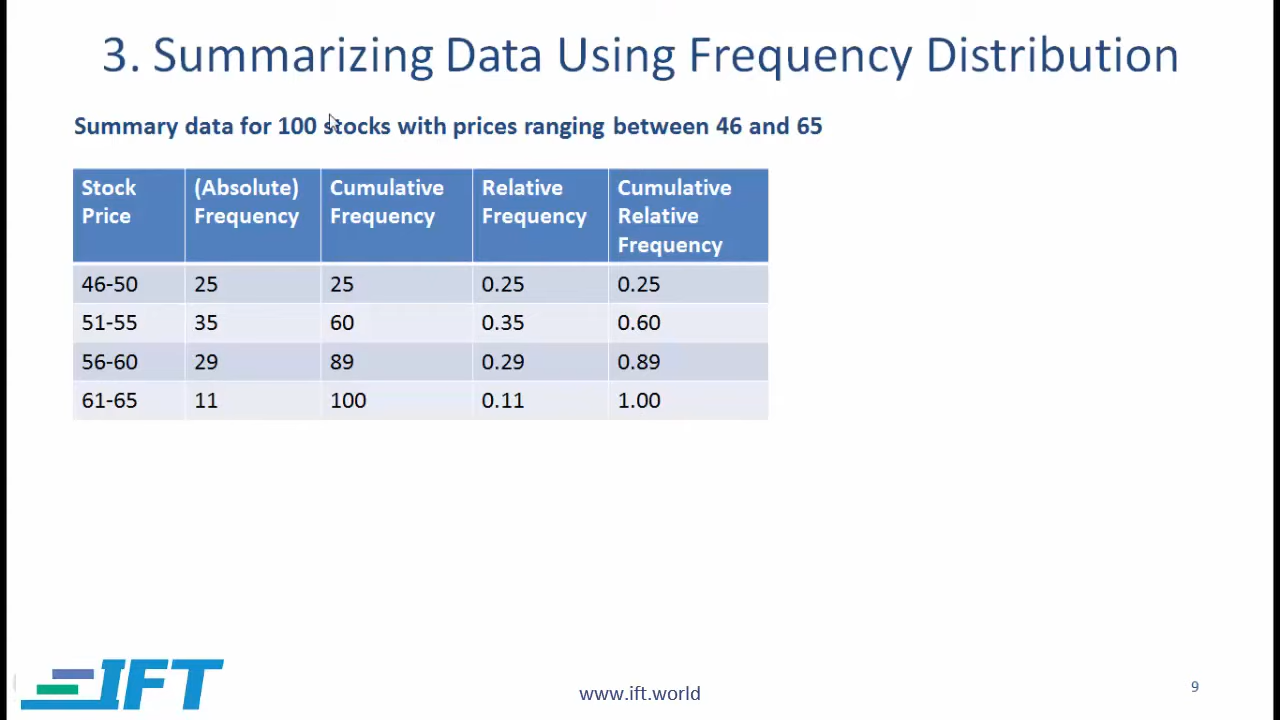 3. Summarizing Data Using Frequency Distribution
Summary data for 100 stocks with prices ranging between 46 and 65
Stock Price (Absolute) Frequency Cumulative Frequency Relative Frequency Cumulative Relative Frequency
46-50 25 25 0.25 0.25
51-55 35 60 0.35 0.60
56-60 29 89 0.29 0.89
61-65 11 100 0.11 1.00
IFT
www.ift.world
9